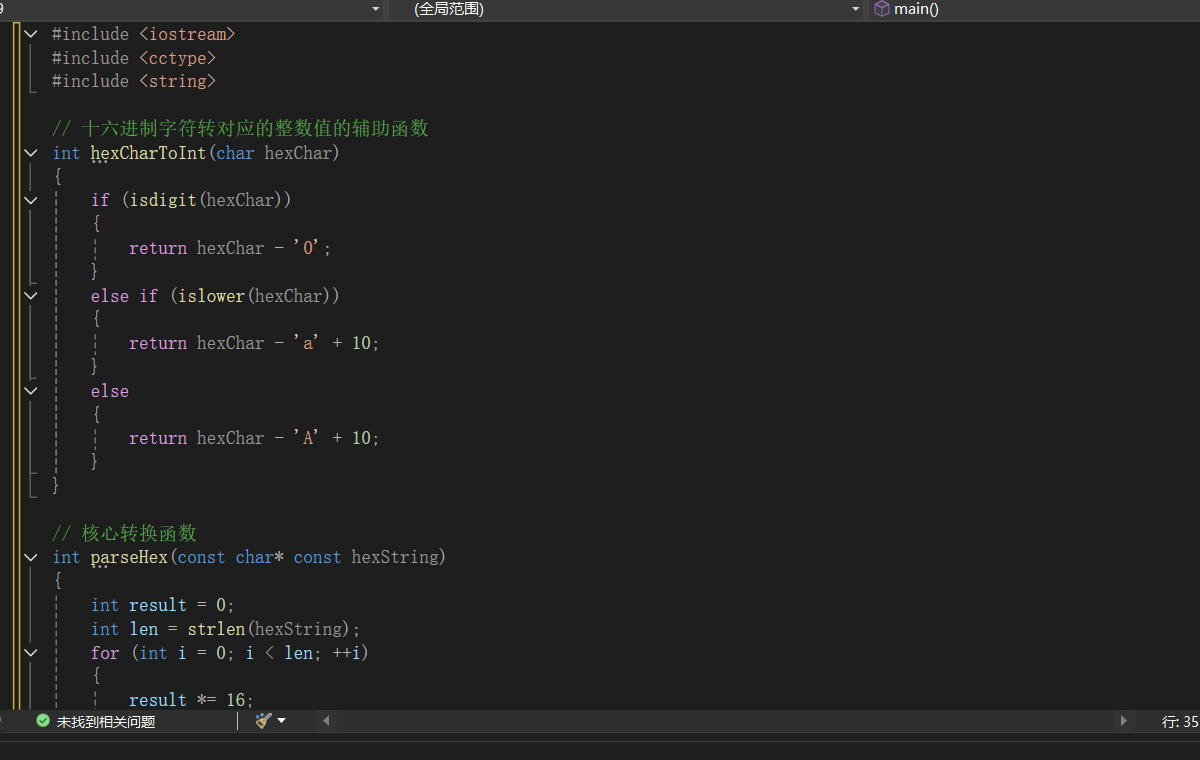 9 (全局范围) main()
#include <iostream>
#include <cctype>
#include <string>
// 十六进制字符转对应的整数值的辅助函数
int hexCharToInt(char hexChar)
{
if (isdigit(hexChar))
{
return hexChar - '0';
}
else if (islower(hexChar))
{
return hexChar - 'a' + 10;
}
else
{
return hexChar - 'A' + 10;
}
}
// 核心转换函数
int parseHex(const char* const hexString)
{
int result = 0;
int len = strlen(hexString);
for (int i = 0; i < len; ++i)
{
result *= 16;
未找到相关问题 行: 35